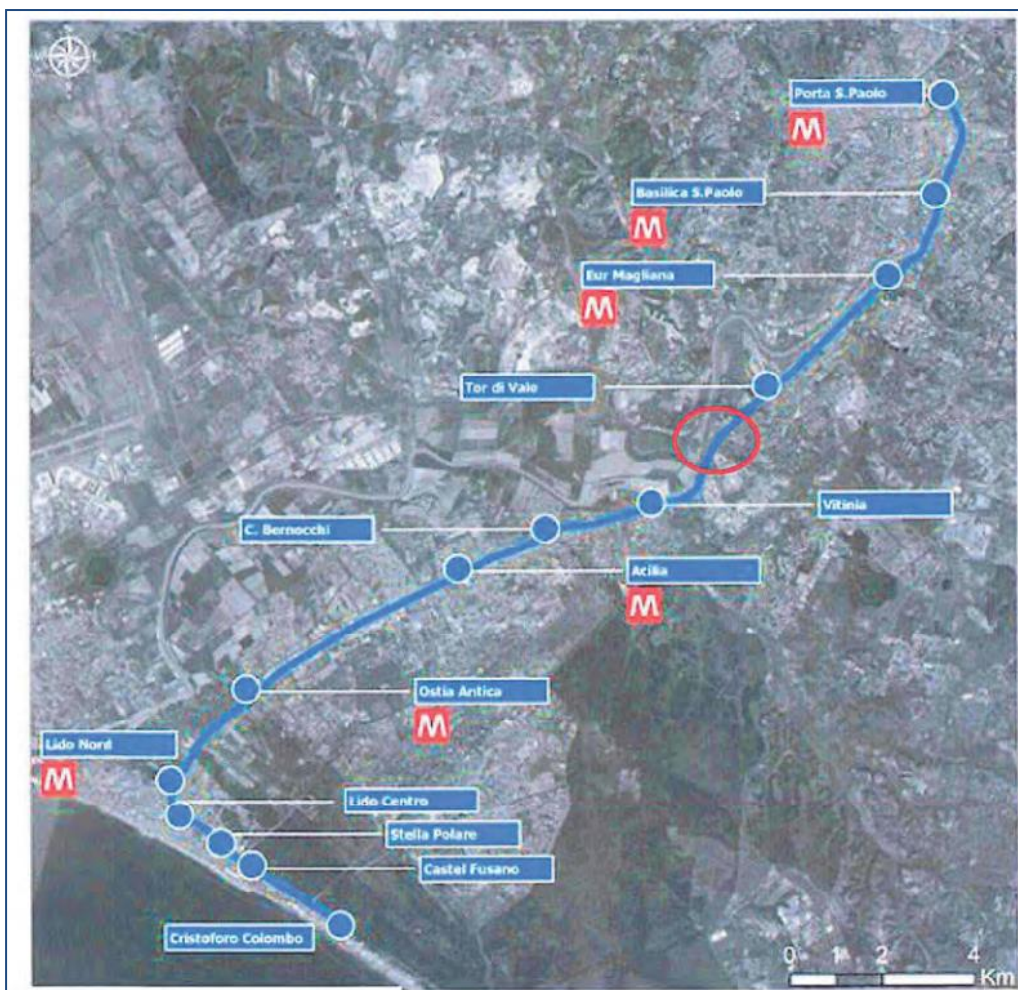 Porta S.Paolo
M
Basilica S.Paolo
M
Eur Magliana
M
Tor di Vale
Vitinia
C. Bernocchi
Acilia
M
Ostia Antica
M
Lido Nord
M
Lido Centro
Stella Polare
Castel Fusano
Cristoforo Colombo
0 2 4
Km